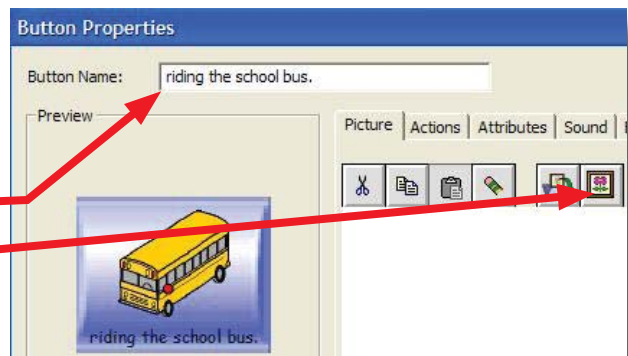 Button Properties
Button Name: riding the school bus.
Preview
Picture Actions Attributes Sound
riding the school bus.